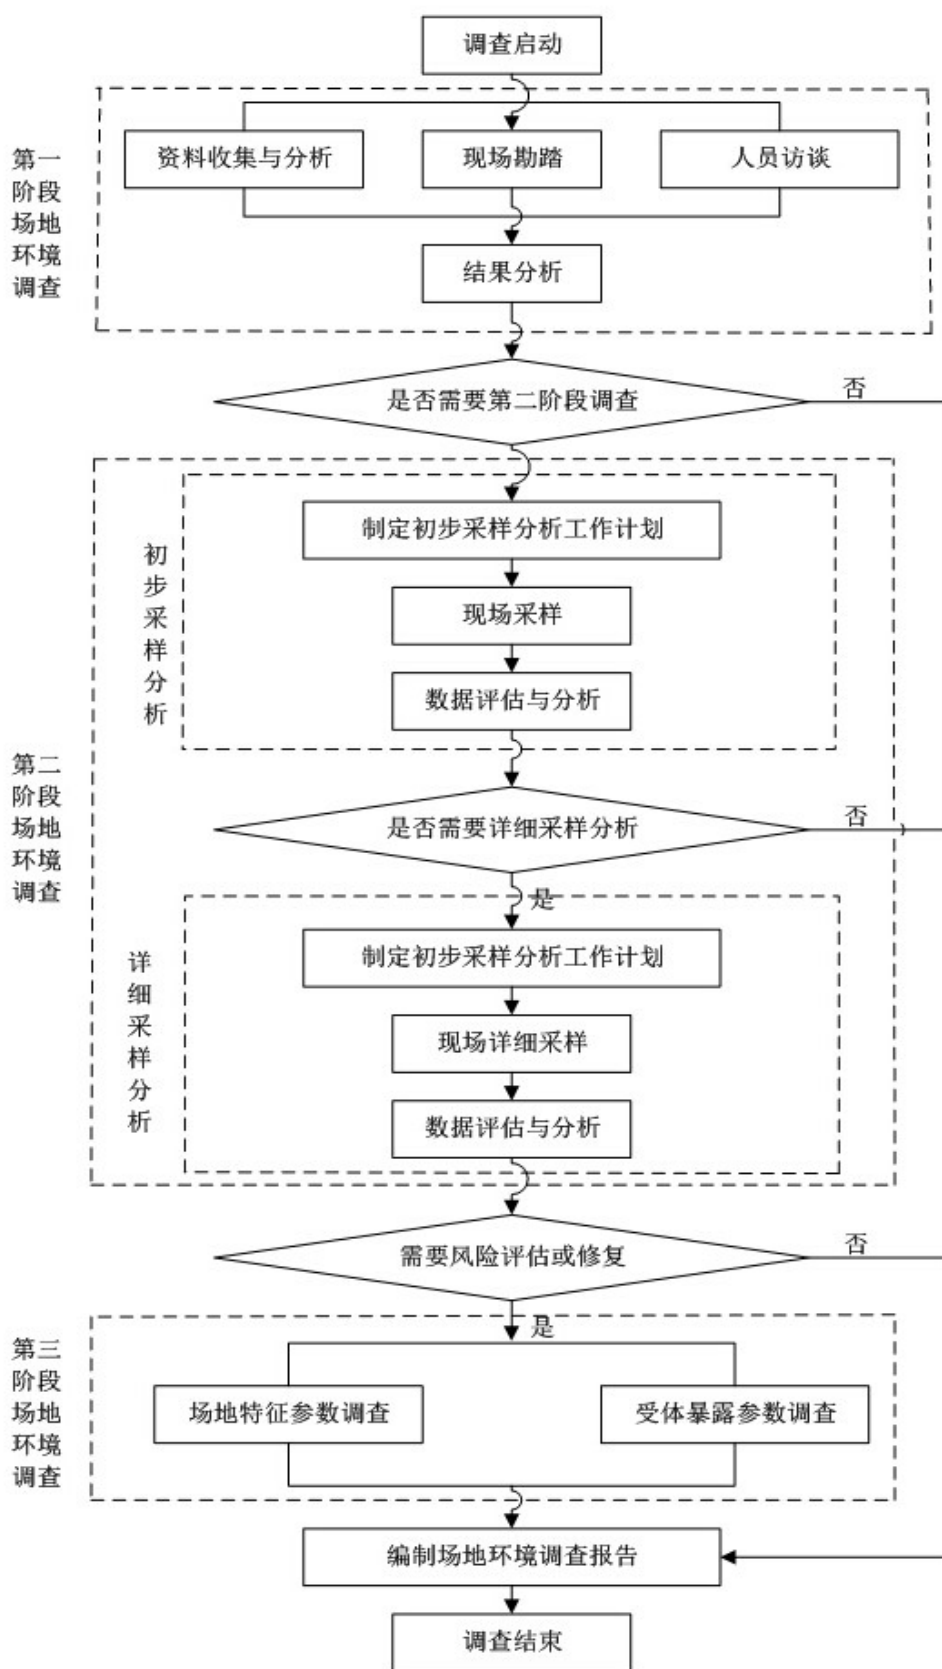 调查启动
第一
阶段
场地
环境
调查
资料收集与分析
现场勘踏
人员访谈
结果分析
是否需要第二阶段调查
否
第二
阶段
场地
环境
调查
初
步
采
样
分
析
制定初步采样分析工作计划
现场采样
数据评估与分析
是否需要详细采样分析
否
是
详
细
采
样
分
析
制定初步采样分析工作计划
现场详细采样
数据评估与分析
需要风险评估或修复
否
是
第三
阶段
场地
环境
调查
场地特征参数调查
受体暴露参数调查
编制场地环境调查报告
调查结束